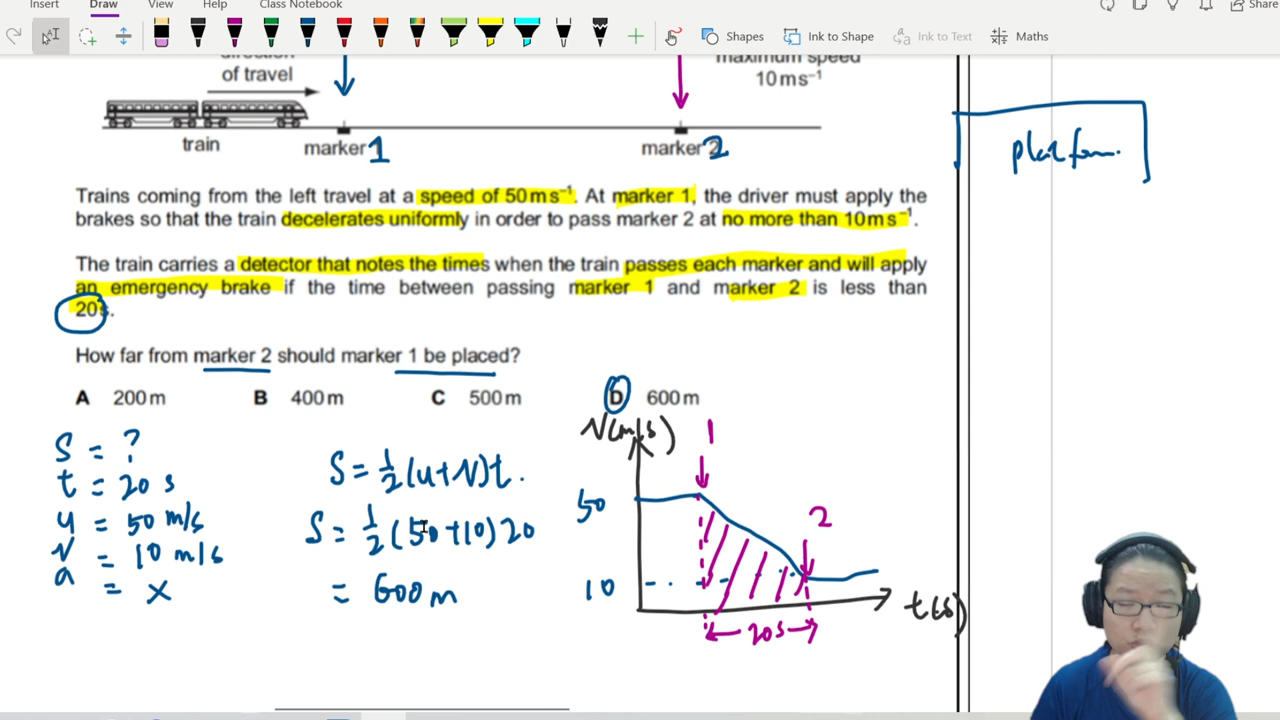 Insert Draw View Help Class Notebook Share
Shapes Ink to Shape Ink to Text Maths
direction
of travel
maximum speed
10 m s⁻¹
train
marker 1
marker 2
platform.
Trains coming from the left travel at a speed of 50 m s⁻¹. At marker 1, the driver must apply the
brakes so that the train decelerates uniformly in order to pass marker 2 at no more than 10 m s⁻¹.
The train carries a detector that notes the times when the train passes each marker and will apply
an emergency brake if the time between passing marker 1 and marker 2 is less than
20 s.
How far from marker 2 should marker 1 be placed?
A 200 m B 400 m C 500 m D 600 m
S = ?
t = 20 s
u = 50 m/s
v = 10 m/s
a = x
S = 1/2 (u+v)t.
S = 1/2 (50+10) 20
= 600 m
V(m/s)
1
50
2
10
t(s)
20s